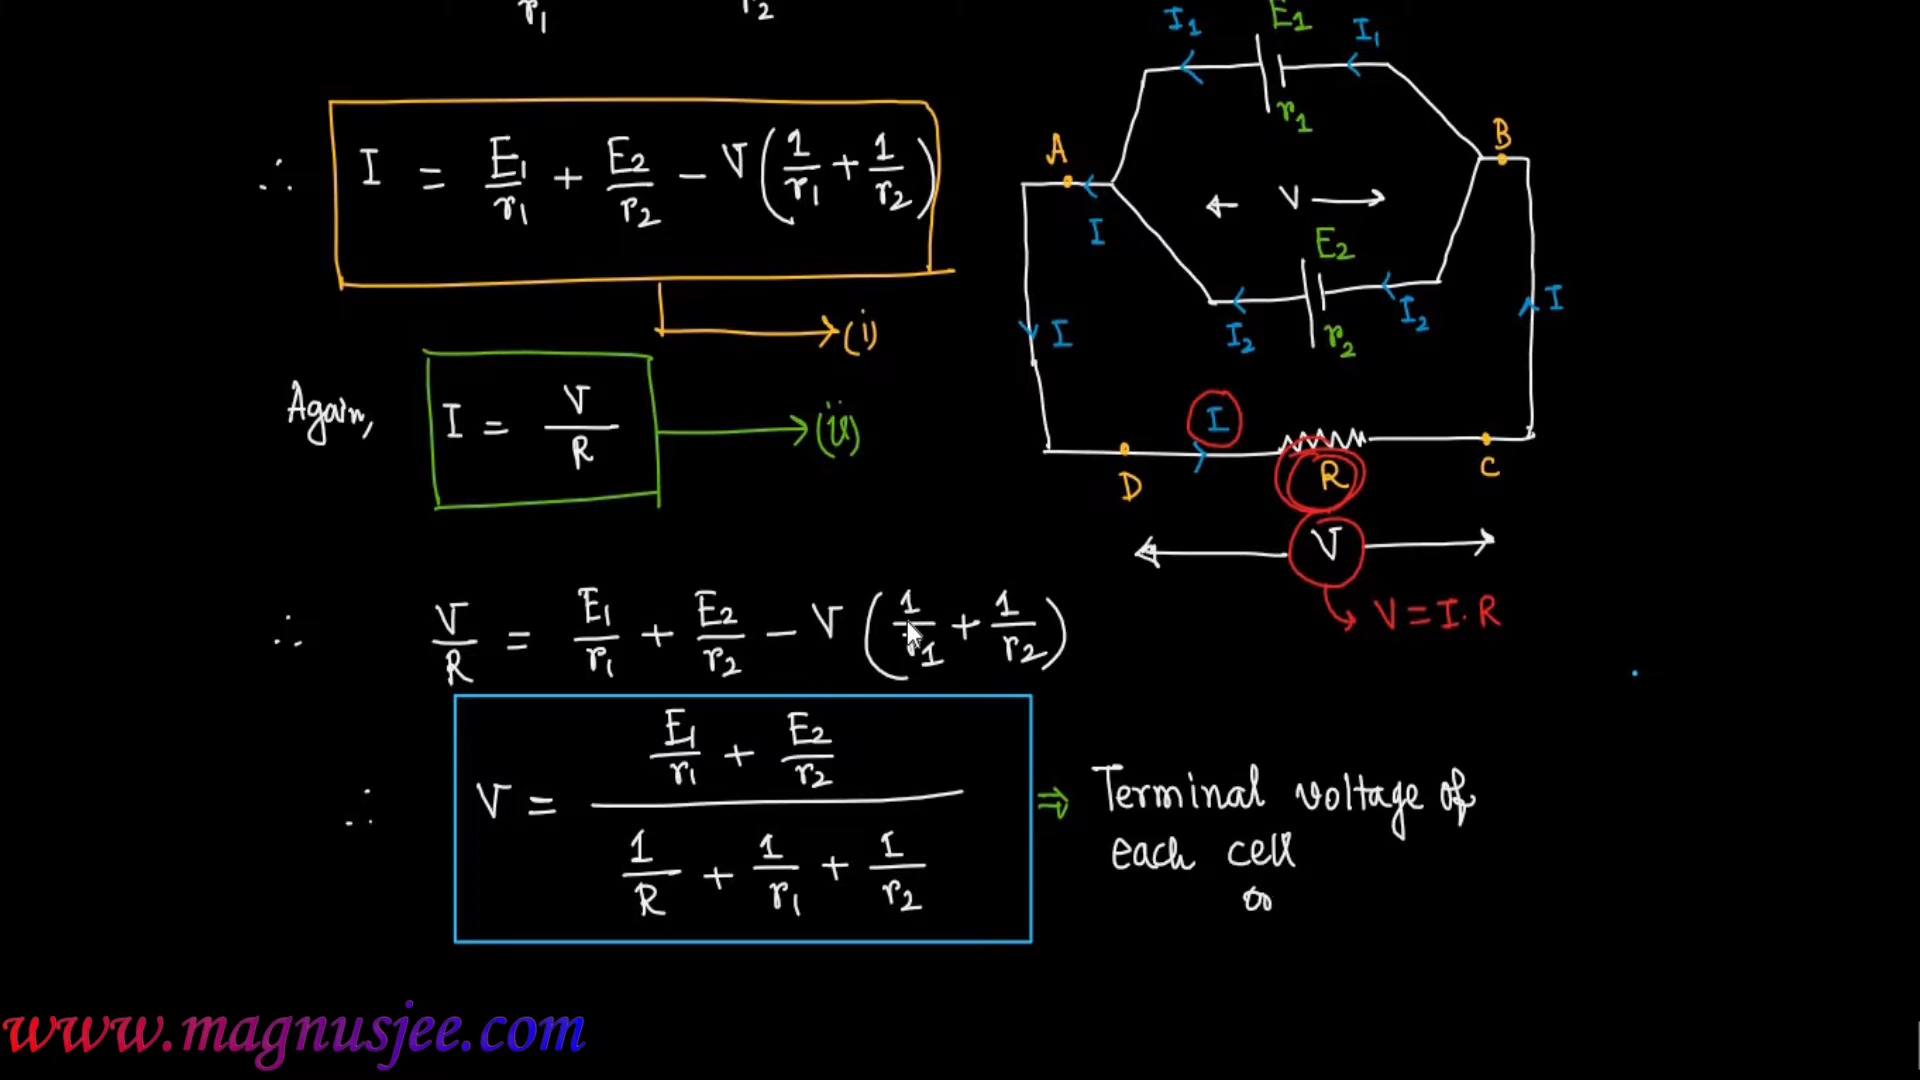 r₁ r₂
∴ I = E₁/r₁ + E₂/r₂ - V(1/r₁ + 1/r₂)
(i)
Again, I = V/R
(ii)
∴ V/R = E₁/r₁ + E₂/r₂ - V(1/r₁ + 1/r₂)
∴ V = (E₁/r₁ + E₂/r₂)/(1/R + 1/r₁ + 1/r₂)
⇒ Terminal voltage of
each cell
or
I₁ E₁ I₁
r₁
A B
V
I E₂
I I₂ r₂ I₂ I
I
D R C
V
V = I.R
www.magnusjee.com